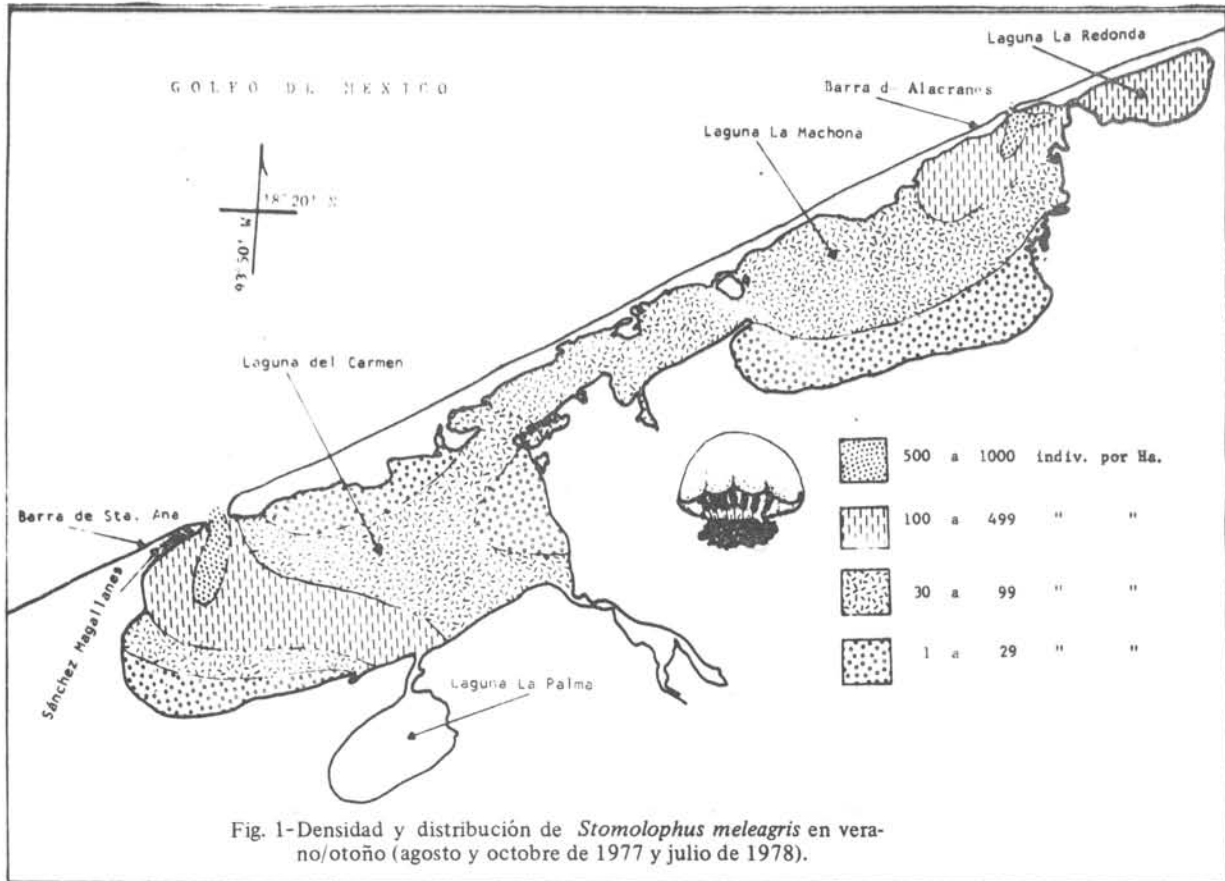 Laguna La Redonda
GOLFO DE MEXICO
Barra d Alacranes
Laguna La Machona
18° 20' N
93° 50' W
Laguna del Carmen
500 a 1000 indiv. por Ha.
Barra de Sta. Ana
100 a 499 " "
30 a 99 " "
Sánchez Magallanes
1 a 29 " "
Laguna La Palma
Fig. 1-Densidad y distribución de Stomolophus meleagris en vera-
no/otoño (agosto y octubre de 1977 y julio de 1978).